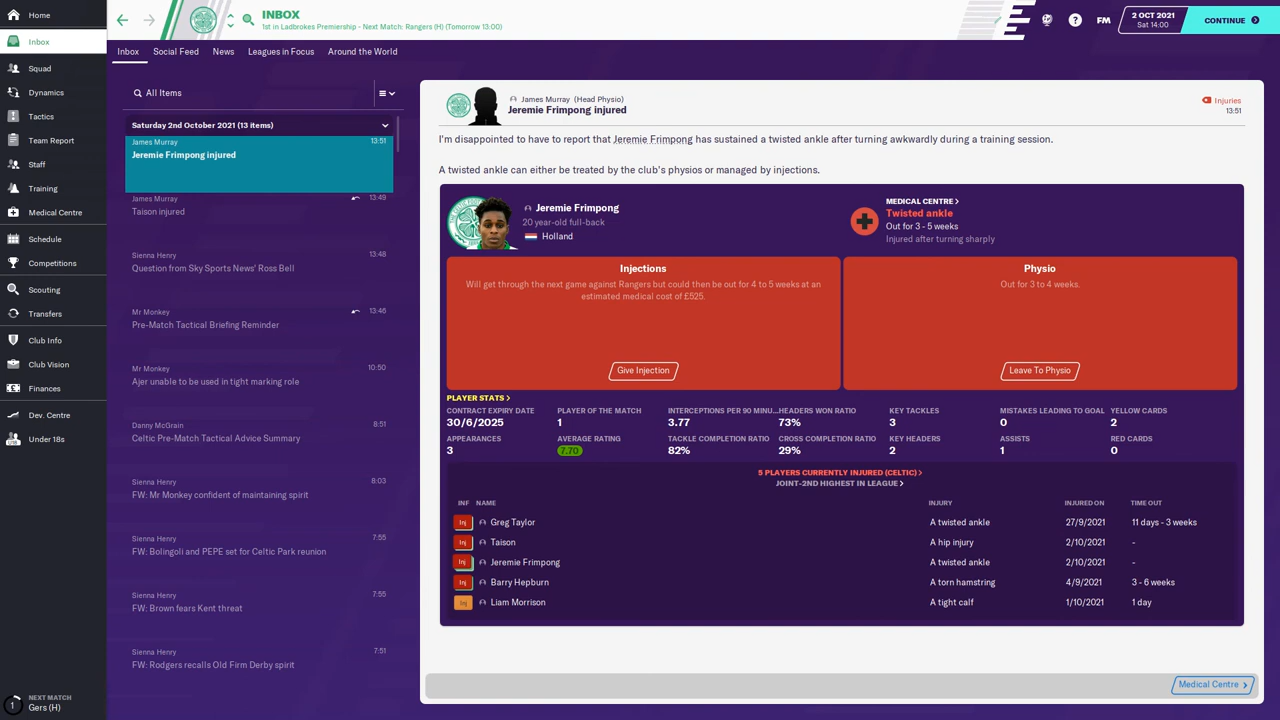 Home
INBOX
1st in Ladbrokes Premiership - Next Match: Rangers (H) (Tomorrow 13:00)
?
FM
2 OCT 2021
Sat 14:00
CONTINUE
Inbox
Squad
Dynamics
Tactics
Team Report
Staff
Training
Medical Centre
Schedule
Competitions
Scouting
Transfers
Club Info
Club Vision
Finances
Dev. Centre
Under 18s
1
NEXT MATCH
Gers (H)
Inbox
Social Feed
News
Leagues in Focus
Around the World
All Items
Saturday 2nd October 2021 (13 items)
James Murray 13:51
Jeremie Frimpong injured
James Murray 13:49
Taison injured
Sienna Henry 13:48
Question from Sky Sports News' Ross Bell
Mr Monkey 13:46
Pre-Match Tactical Briefing Reminder
Mr Monkey 10:50
Ajer unable to be used in tight marking role
Danny McGrain 8:51
Celtic Pre-Match Tactical Advice Summary
Sienna Henry 8:03
FW: Mr Monkey confident of maintaining spirit
Sienna Henry 7:55
FW: Bolingoli and PEPE set for Celtic Park reunion
Sienna Henry 7:55
FW: Brown fears Kent threat
Sienna Henry 7:51
FW: Rodgers recalls Old Firm Derby spirit
James Murray (Head Physio)
Jeremie Frimpong injured
Injuries
13:51
I'm disappointed to have to report that Jeremie Frimpong has sustained a twisted ankle after turning awkwardly during a training session.
A twisted ankle can either be treated by the club's physios or managed by injections.
Jeremie Frimpong
20 year-old full-back
Holland
MEDICAL CENTRE >
Twisted ankle
Out for 3 - 5 weeks
Injured after turning sharply
Injections
Will get through the next game against Rangers but could then be out for 4 to 5 weeks at an
estimated medical cost of £525.
Give Injection
Physio
Out for 3 to 4 weeks.
Leave To Physio
PLAYER STATS >
CONTRACT EXPIRY DATE PLAYER OF THE MATCH INTERCEPTIONS PER 90 MINU... HEADERS WON RATIO KEY TACKLES MISTAKES LEADING TO GOAL YELLOW CARDS
30/6/2025 1 3.77 73% 3 0 2
APPEARANCES AVERAGE RATING TACKLE COMPLETION RATIO CROSS COMPLETION RATIO KEY HEADERS ASSISTS RED CARDS
3 7.70 82% 29% 2 1 0
5 PLAYERS CURRENTLY INJURED (CELTIC) >
JOINT-2ND HIGHEST IN LEAGUE >
INF NAME INJURY INJURED ON TIME OUT
Inj Greg Taylor A twisted ankle 27/9/2021 11 days - 3 weeks
Inj Taison A hip injury 2/10/2021 -
Inj Jeremie Frimpong A twisted ankle 2/10/2021 -
Inj Barry Hepburn A torn hamstring 4/9/2021 3 - 6 weeks
Inj Liam Morrison A tight calf 1/10/2021 1 day
Medical Centre >